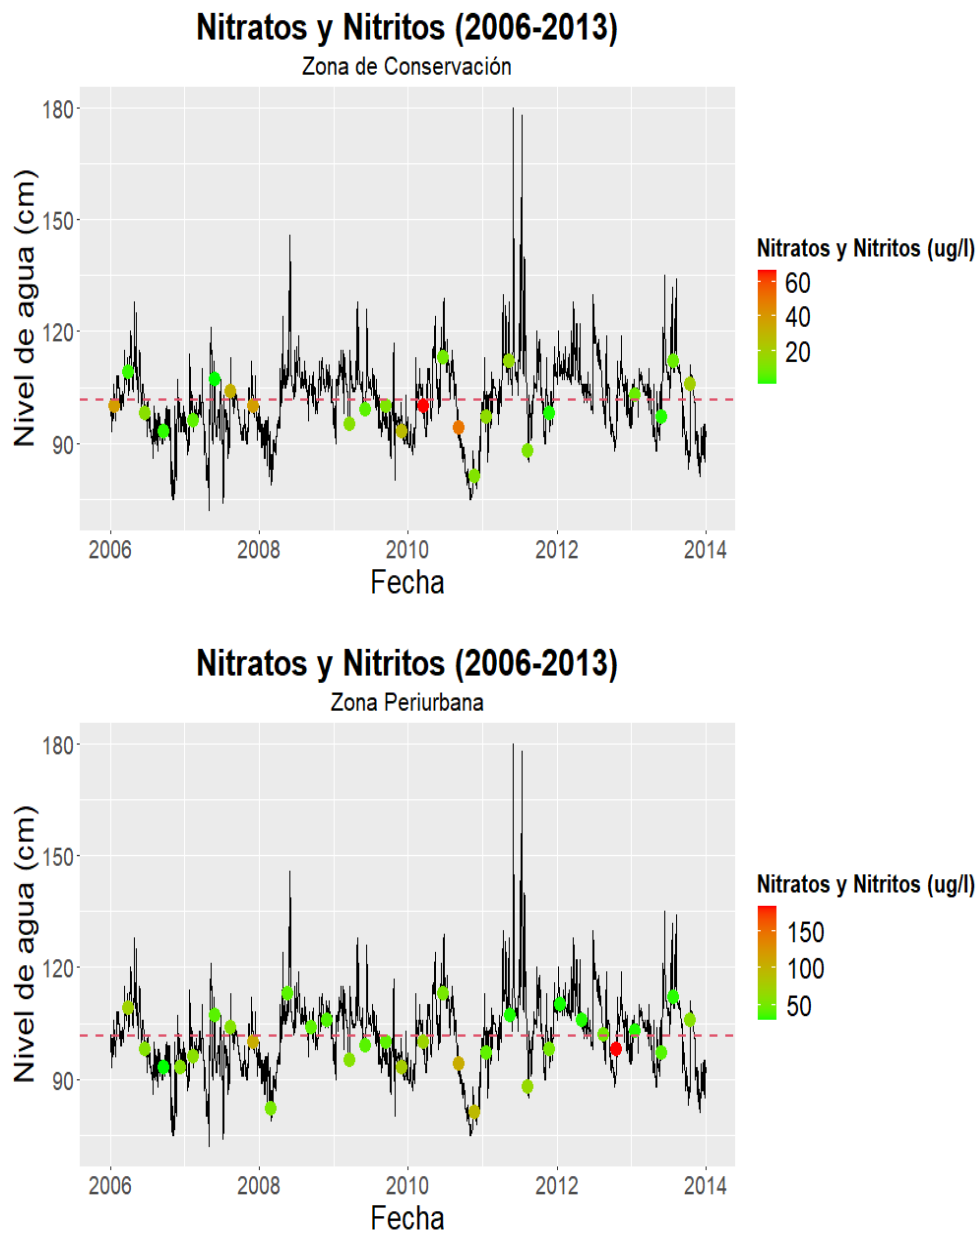 Nitratos y Nitritos (2006-2013)
Zona de Conservación
Nivel de agua (cm)
180
150
120
90
2006 2008 2010 2012 2014
Fecha
Nitratos y Nitritos (ug/l)
60
40
20
Nitratos y Nitritos (2006-2013)
Zona Periurbana
Nivel de agua (cm)
180
150
120
90
2006 2008 2010 2012 2014
Fecha
Nitratos y Nitritos (ug/l)
150
100
50